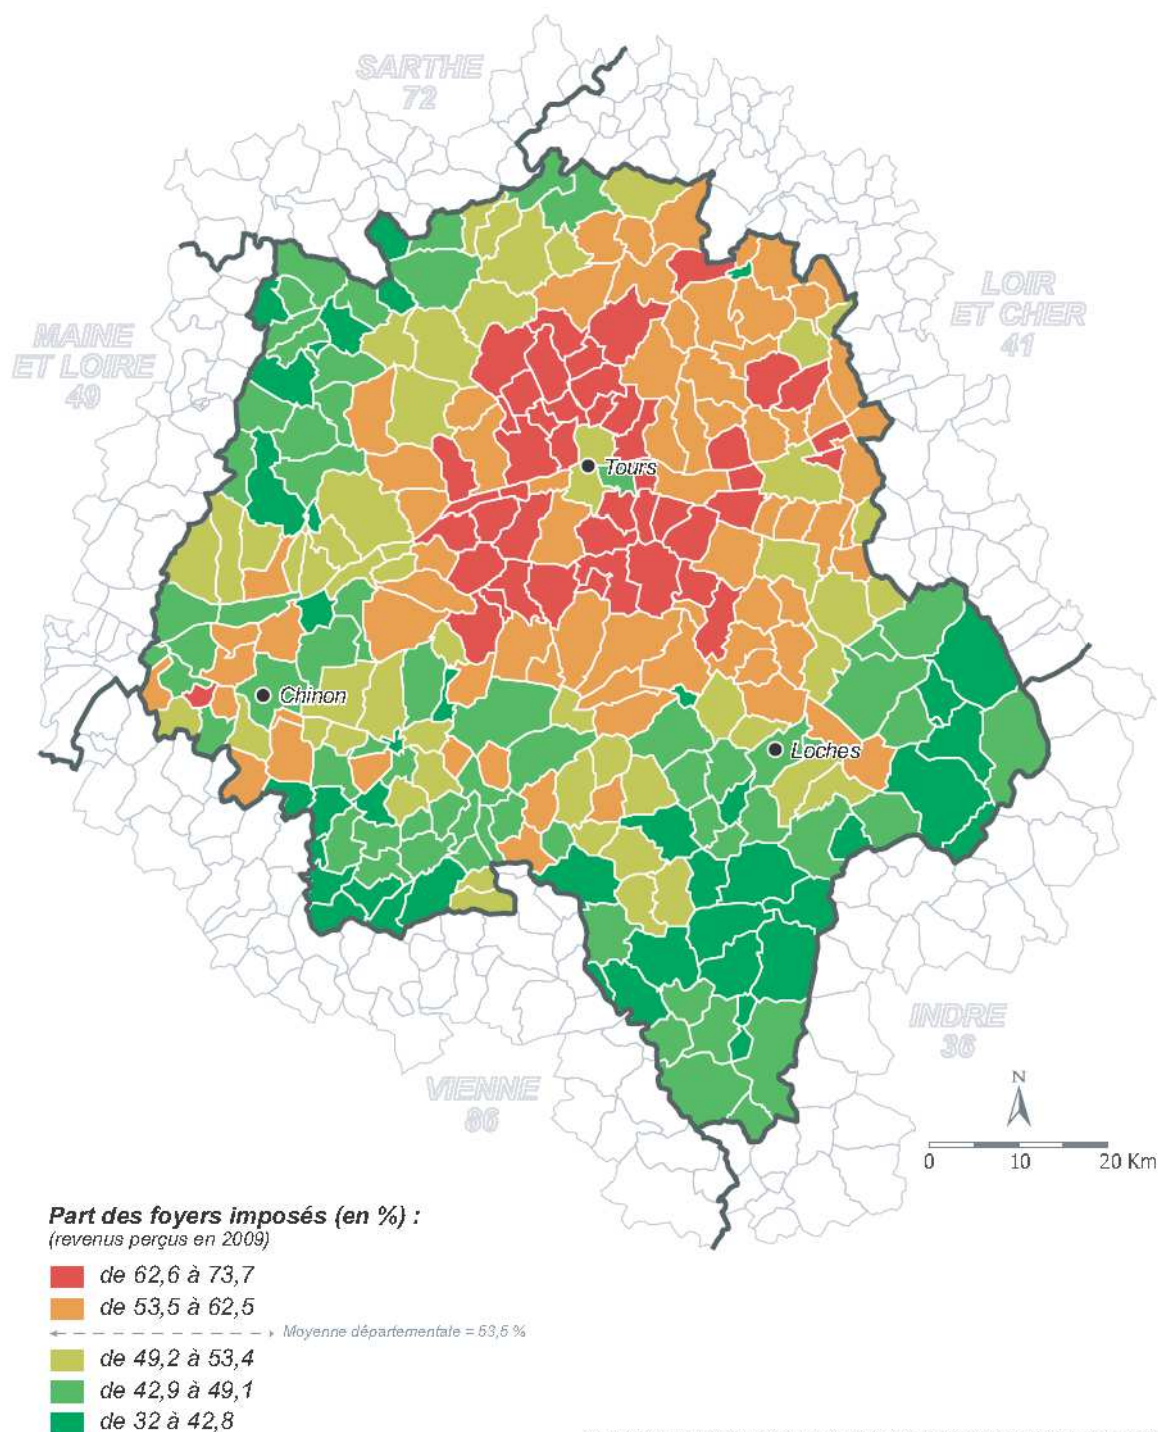 SARTHE
72
LOIR
ET CHER
41
MAINE
ET LOIRE
49
Tours
Chinon
Loches
INDRE
36
VIENNE
86
N
0 10 20 Km
Part des foyers imposés (en %) :
(revenus perçus en 2009)
de 62,6 à 73,7
de 53,5 à 62,5
Moyenne départementale = 53,5 %
de 49,2 à 53,4
de 42,9 à 49,1
de 32 à 42,8